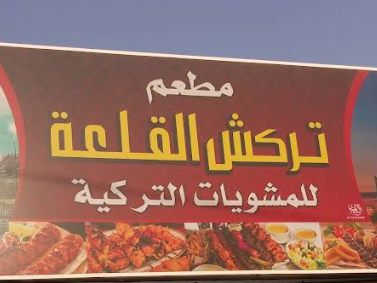 مطعم
تركش القلعة
للمشويات التركية